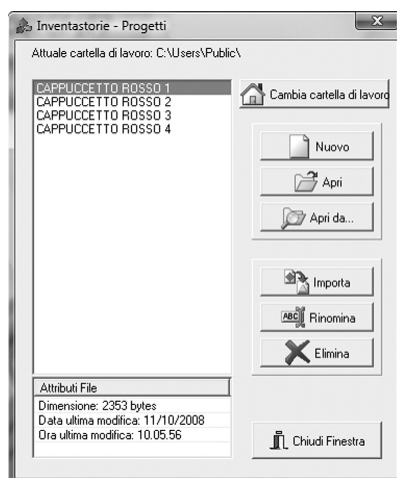 Inventastorie - Progetti
Attuale cartella di lavoro: C:\Users\Public\
CAPPUCCETTO ROSSO 1
CAPPUCCETTO ROSSO 2
CAPPUCCETTO ROSSO 3
CAPPUCCETTO ROSSO 4
Cambia cartella di lavoro
Nuovo
Apri
Apri da...
Importa
ABC Rinomina
Elimina
Attributi File
Dimensione: 2353 bytes
Data ultima modifica: 11/10/2008
Ora ultima modifica: 10.05.56
Chiudi Finestra